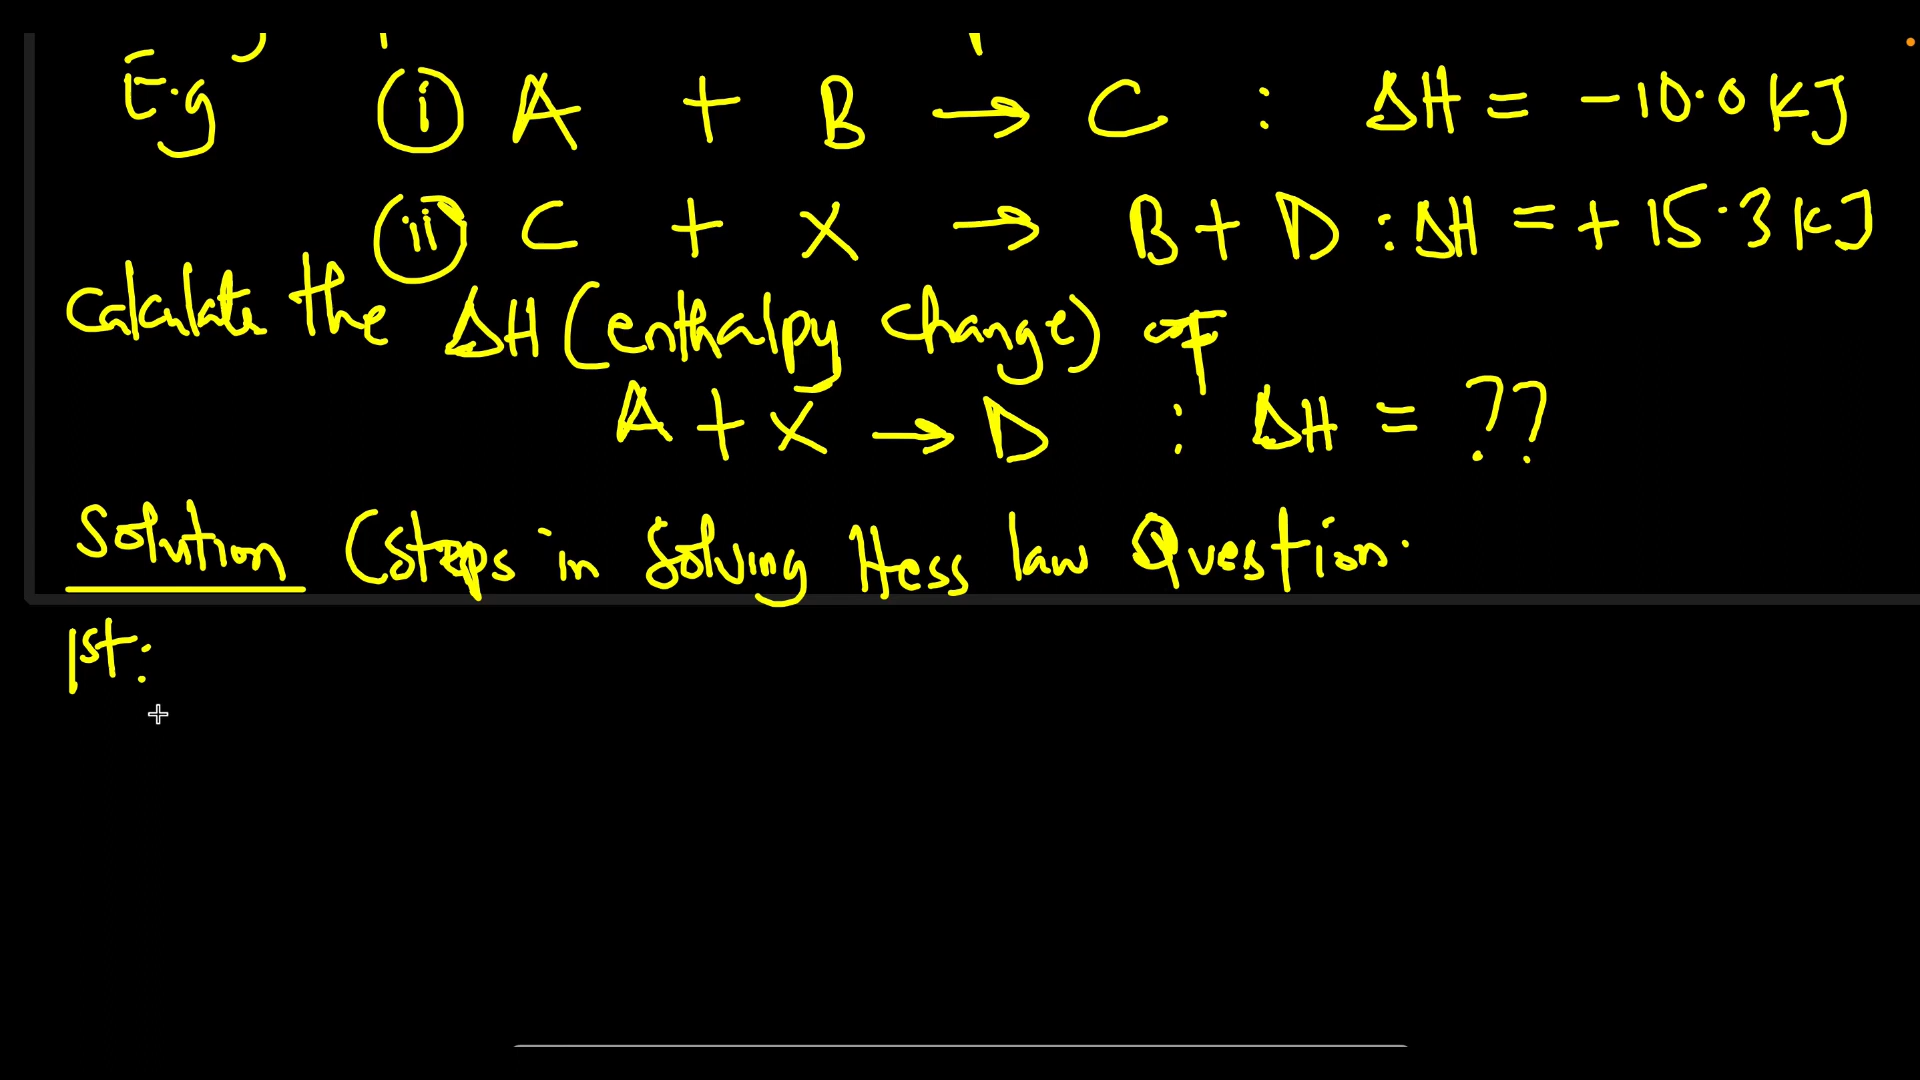 E.g (i) A + B → C : ΔH = -10.0 KJ
(ii) C + X → B + D : ΔH = + 15.3 KJ
Calculate the ΔH (enthalpy change) of
A + X → D : ΔH = ??
Solution (Steps in Solving Hess law Question.
1st: